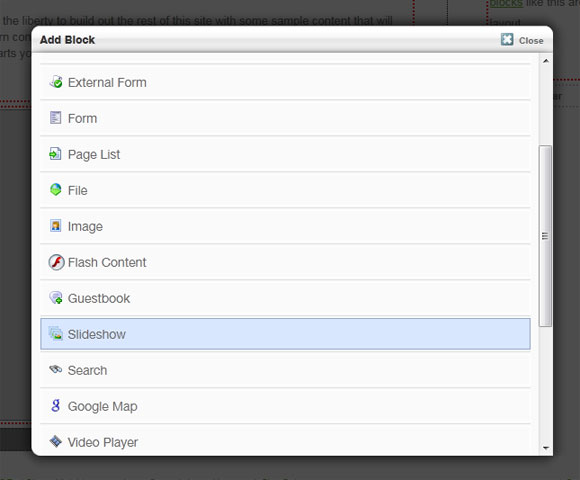 the liberty to build out the rest of this site with some sample content that will
blocks like this
layout
Add Block
Close
External Form
Form
Page List
File
Image
Flash Content
Guestbook
Slideshow
Search
Google Map
Video Player